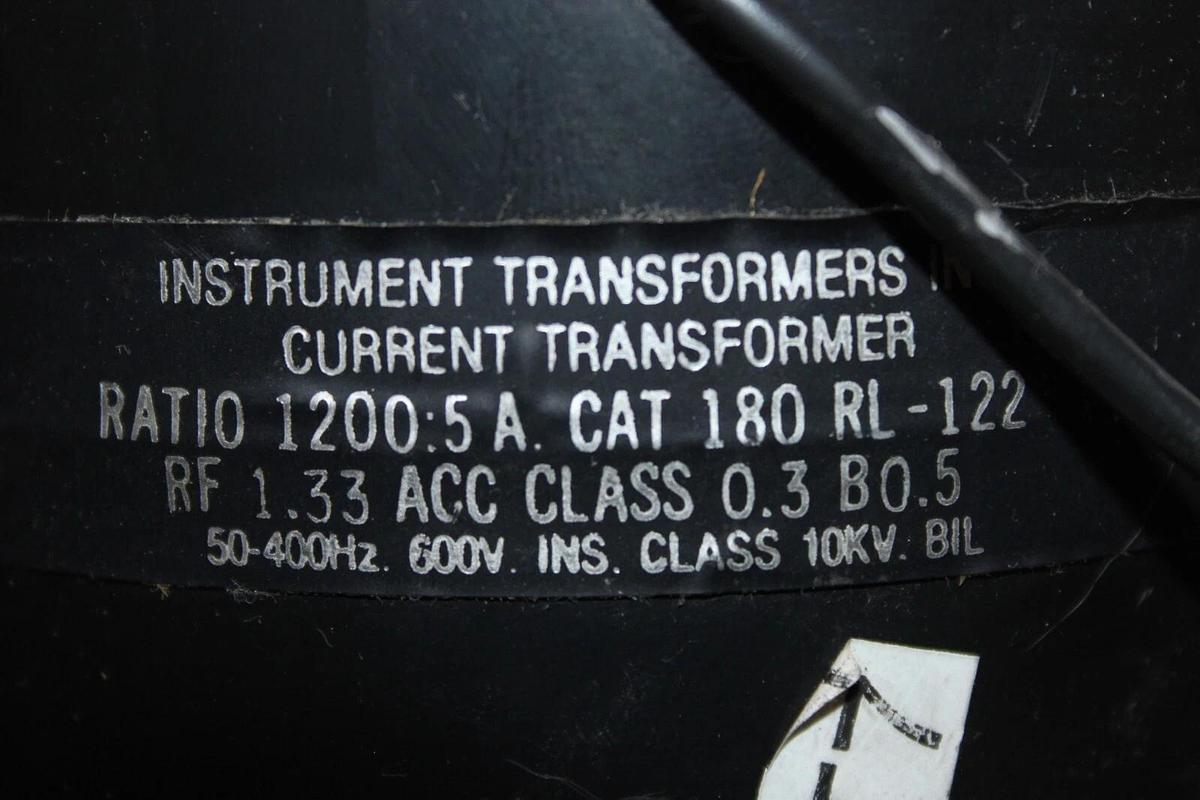 INSTRUMENT TRANSFORMERS IN
CURRENT TRANSFORMER
RATIO 1200:5 A. CAT 180 RL-122
RF 1.33 ACC CLASS 0.3 B0.5
50-400Hz. 600V. INS. CLASS 10KV. BIL